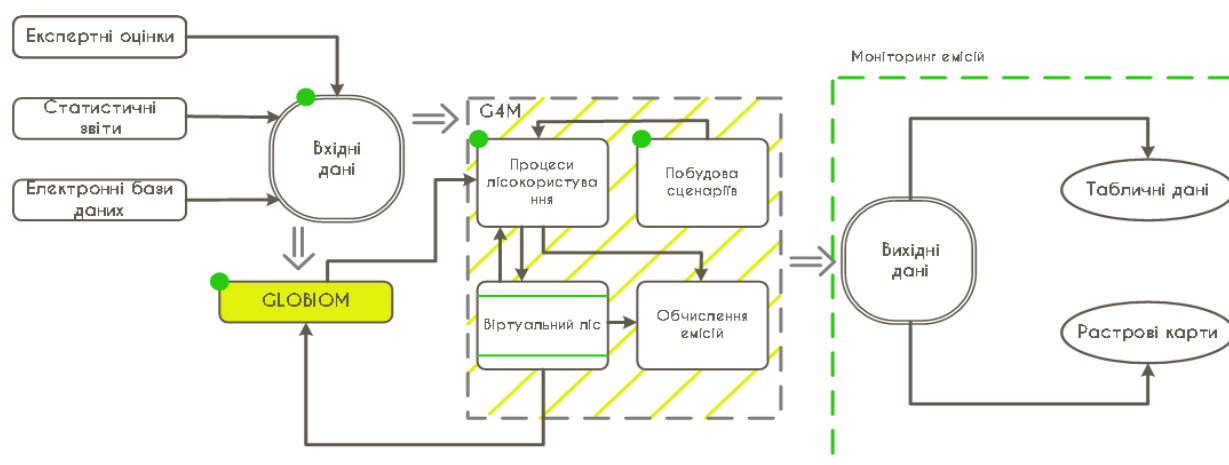 Експертні оцінки
Статистичні
звіти
Електронні бази
даних
Вхідні
дані
GLOBIOM
G4M
Процеси
лісокористува
ння
Побудова
сценаріїв
Віртуальний ліс
Обчислення
емісій
Моніторинг емісій
Вихідні
дані
Табличні дані
Растрові карти